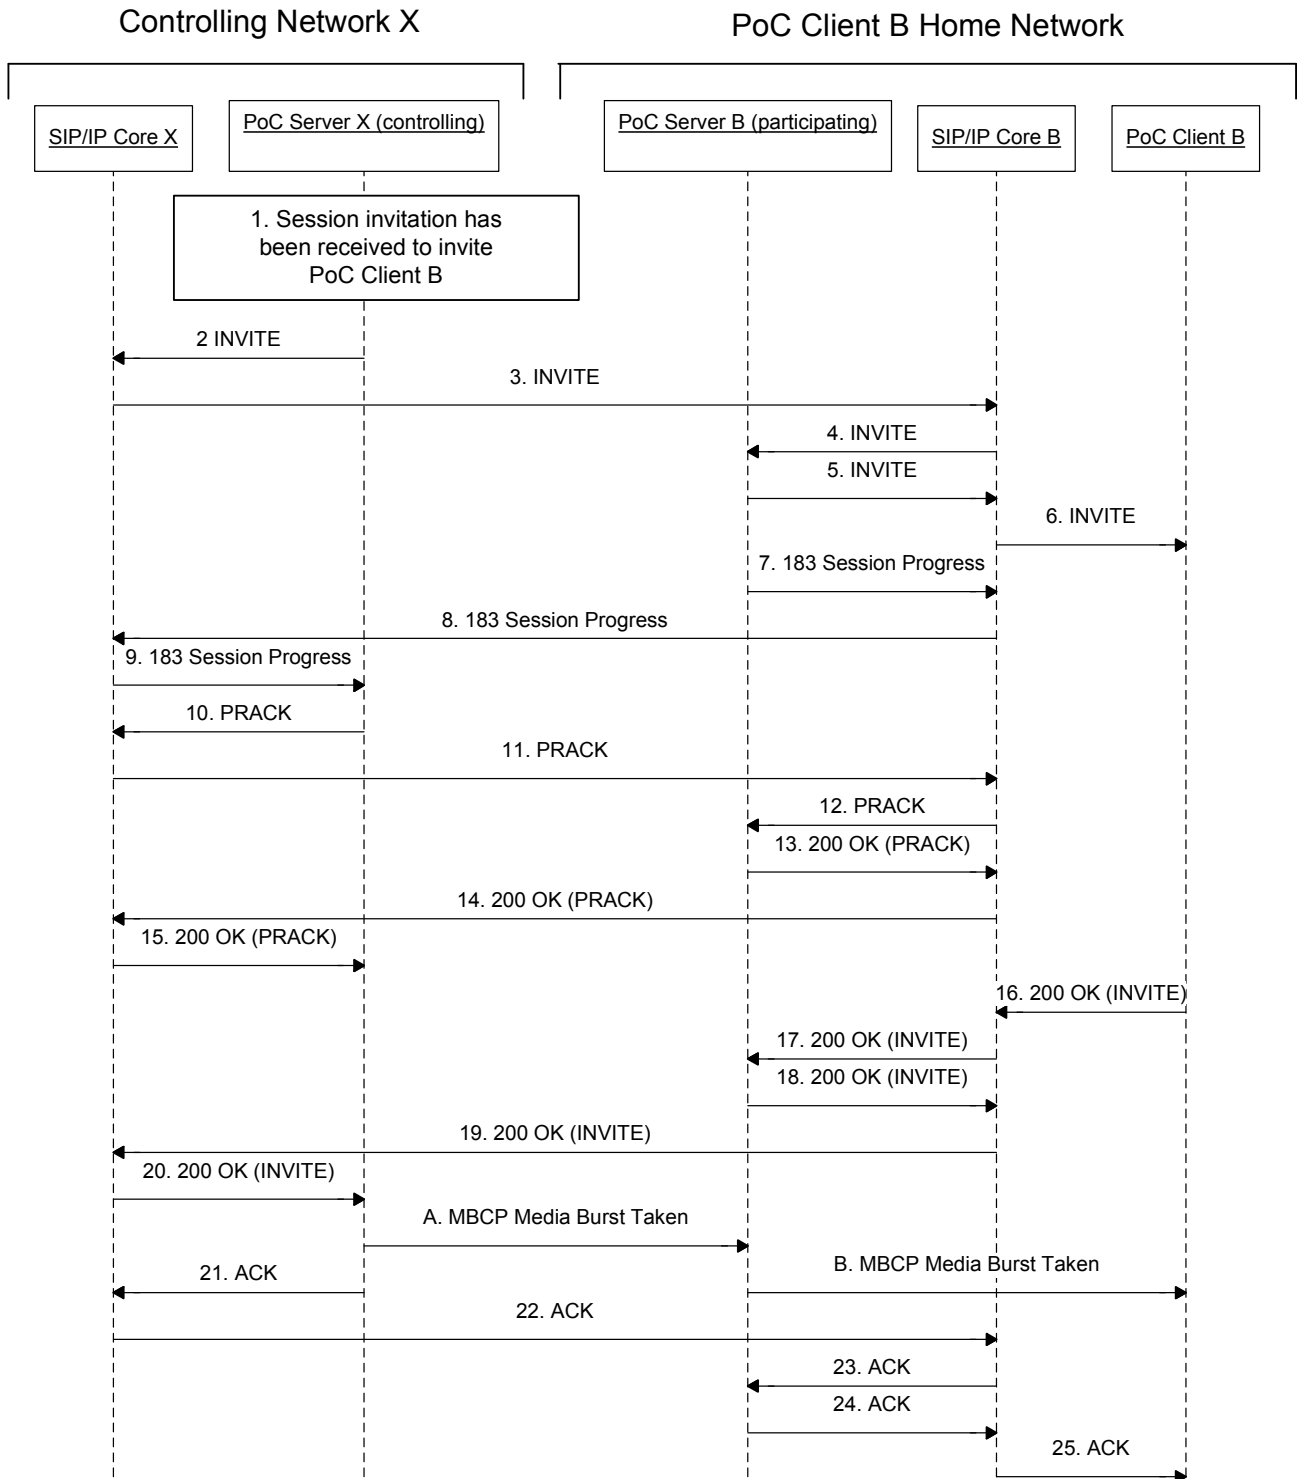 Controlling Network X
PoC Client B Home Network
SIP/IP Core X
PoC Server X (controlling)
PoC Server B (participating)
SIP/IP Core B
PoC Client B
1. Session invitation has
been received to invite
PoC Client B
2 INVITE
3. INVITE
4. INVITE
5. INVITE
6. INVITE
7. 183 Session Progress
8. 183 Session Progress
9. 183 Session Progress
10. PRACK
11. PRACK
12. PRACK
13. 200 OK (PRACK)
14. 200 OK (PRACK)
15. 200 OK (PRACK)
16. 200 OK (INVITE)
17. 200 OK (INVITE)
18. 200 OK (INVITE)
19. 200 OK (INVITE)
20. 200 OK (INVITE)
A. MBCP Media Burst Taken
B. MBCP Media Burst Taken
21. ACK
22. ACK
23. ACK
24. ACK
25. ACK